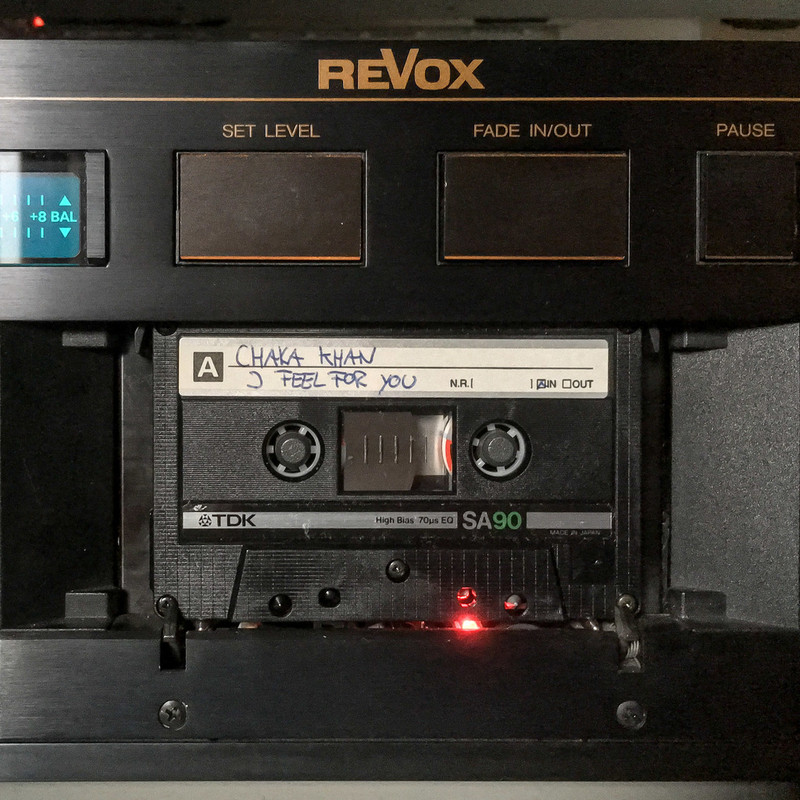 REVOX
SET LEVEL FADE IN/OUT PAUSE
+6 +8 BAL
A CHAKA KHAN
I FEEL FOR YOU N.R.[ ] IN OUT
TDK High Bias 70µs EQ SA90
MADE IN JAPAN